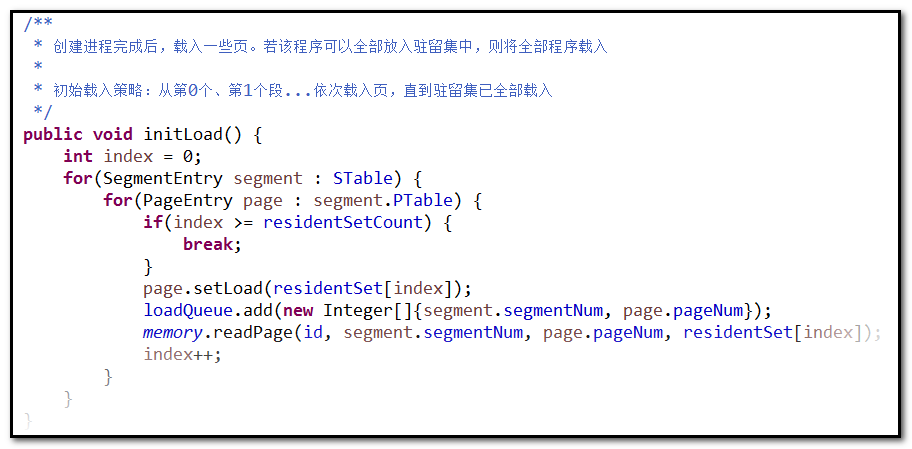 /**
 * 创建进程完成后，载入一些页。若该程序可以全部放入驻留集中，则将全部程序载入
 *
 * 初始载入策略：从第0个、第1个段...依次载入页，直到驻留集已全部载入
 */
public void initLoad() {
    int index = 0;
    for(SegmentEntry segment : STable) {
        for(PageEntry page : segment.PTable) {
            if(index >= residentSetCount) {
                break;
            }
            page.setLoad(residentSet[index]);
            loadQueue.add(new Integer[]{segment.segmentNum, page.pageNum});
            memory.readPage(id, segment.segmentNum, page.pageNum, residentSet[index]);
            index++;
        }
    }
}